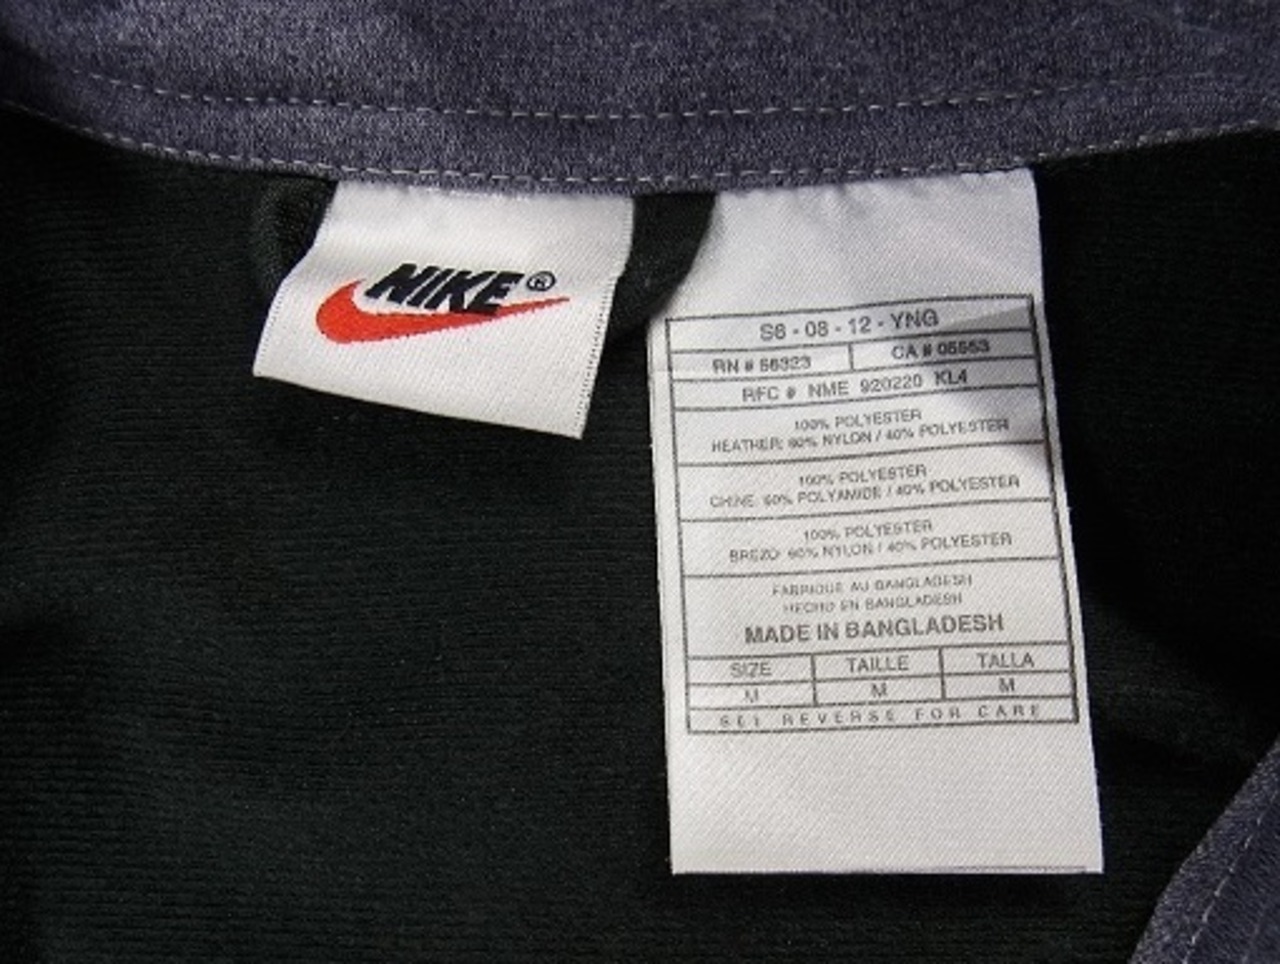 NIKE®
S6 - 08 - 12 - YNG
RN # 56323 CA # 05553
RFC # NME 920220 KL4
100% POLYESTER
HEATHER: 60% NYLON / 40% POLYESTER
100% POLYESTER
CHINE: 60% POLYAMIDE / 40% POLYESTER
100% POLYESTER
BREZO: 60% NYLON / 40% POLYESTER
FABRIQUE AU BANGLADESH
HECHO EN BANGLADESH
MADE IN BANGLADESH
SIZE TAILLE TALLA
M M M
SEE REVERSE FOR CARE